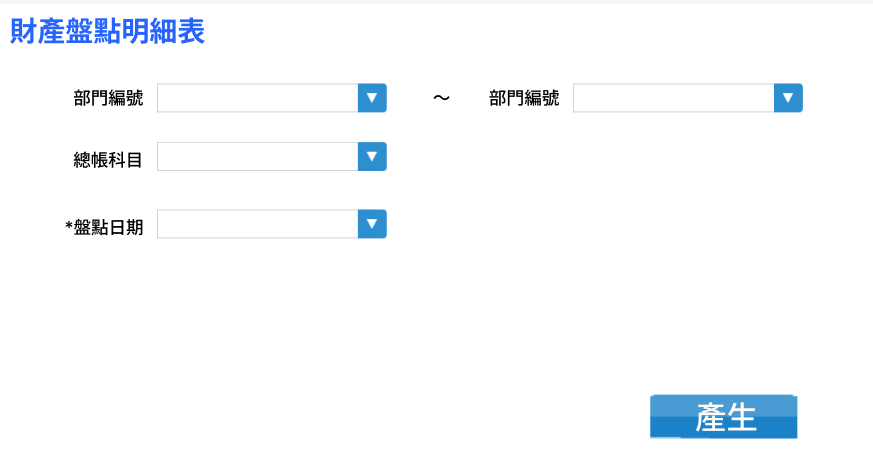 財產盤點明細表
部門編號 ～ 部門編號
總帳科目
*盤點日期
產生